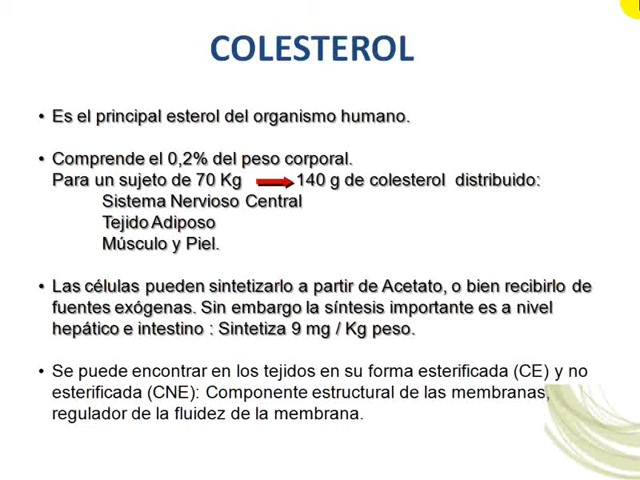 COLESTEROL
• Es el principal esterol del organismo humano.
• Comprende el 0,2% del peso corporal.
Para un sujeto de 70 Kg 140 g de colesterol distribuido:
Sistema Nervioso Central
Tejido Adiposo
Músculo y Piel.
• Las células pueden sintetizarlo a partir de Acetato, o bien recibirlo de
fuentes exógenas. Sin embargo la síntesis importante es a nivel
hepático e intestino : Sintetiza 9 mg / Kg peso.
• Se puede encontrar en los tejidos en su forma esterificada (CE) y no
esterificada (CNE): Componente estructural de las membranas,
regulador de la fluidez de la membrana.